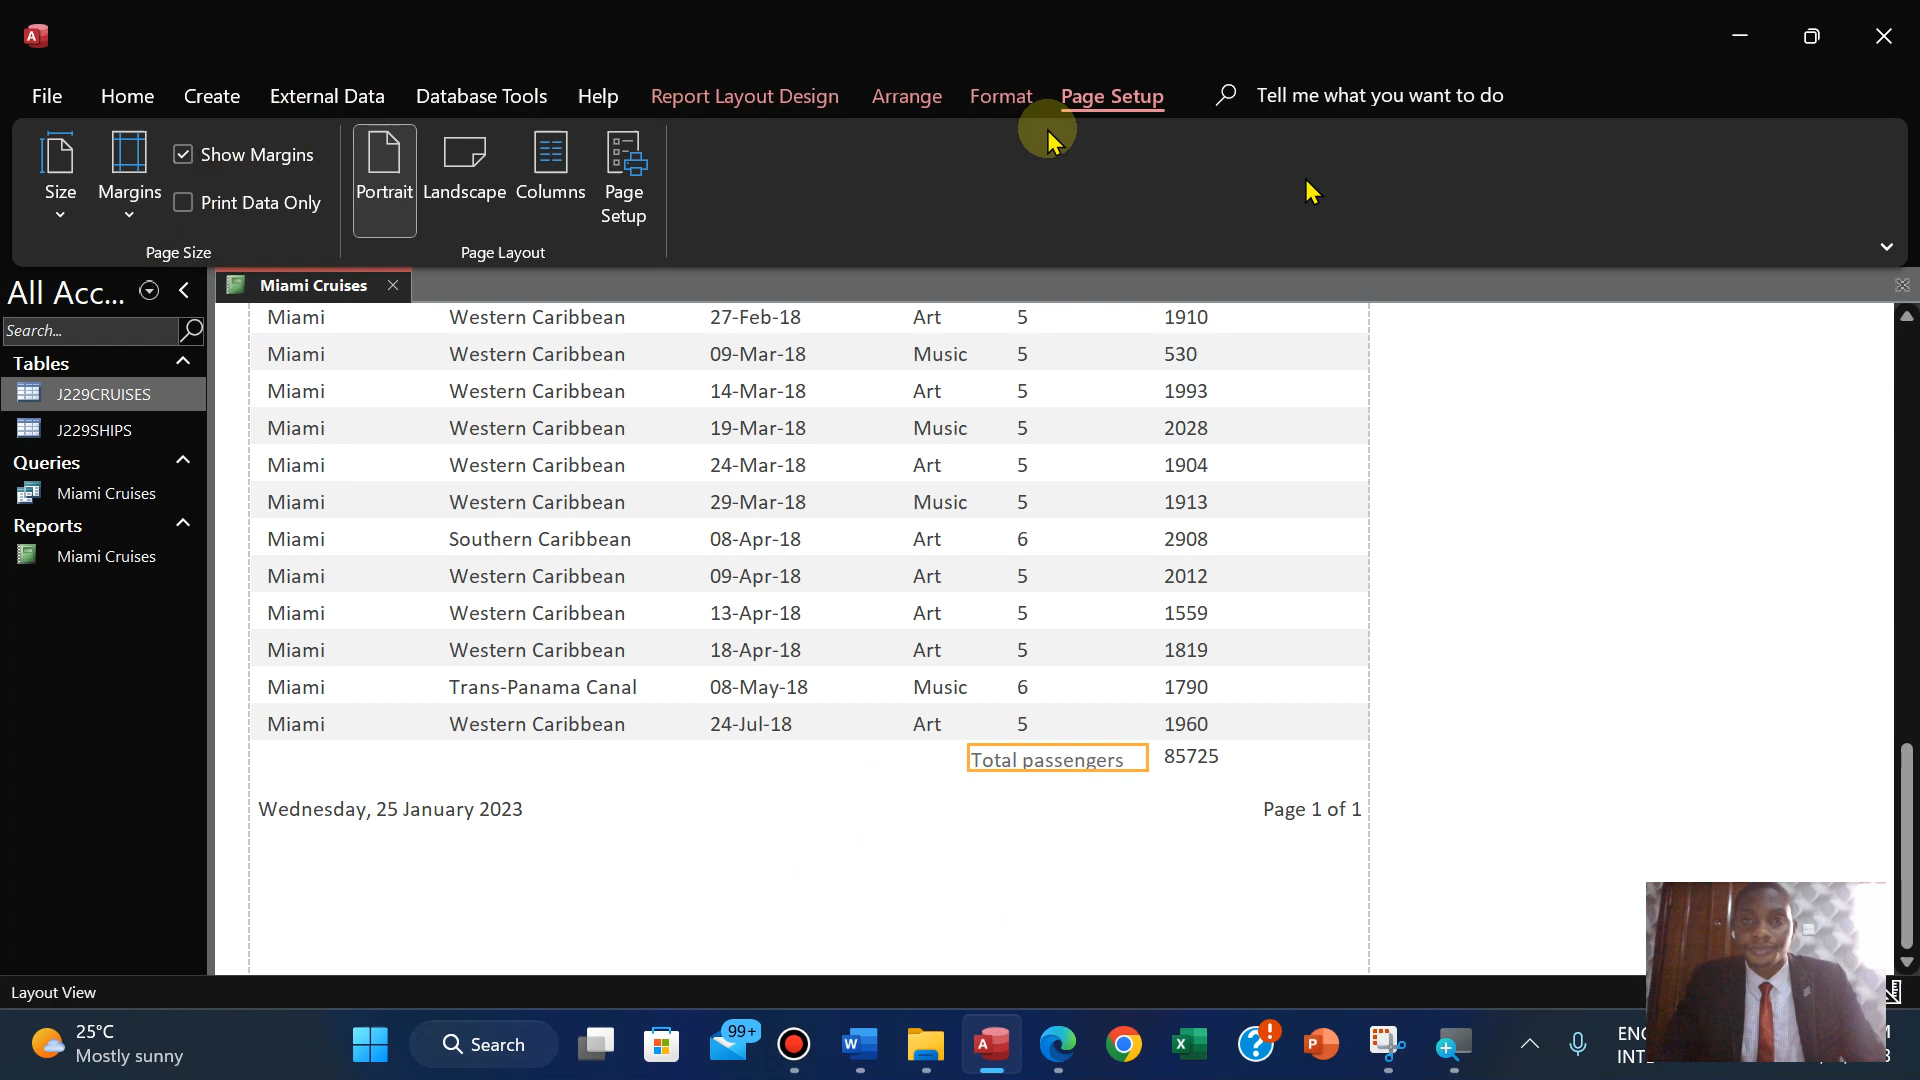 File Home Create External Data Database Tools Help Report Layout Design Arrange Format Page Setup Tell me what you want to do
Size Margins Show Margins Print Data Only Portrait Landscape Columns Page Setup
Page Size Page Layout
All Acc... Miami Cruises
Search...
Tables
J229CRUISES
J229SHIPS
Queries
Miami Cruises
Reports
Miami Cruises
Miami Western Caribbean 27-Feb-18 Art 5 1910
Miami Western Caribbean 09-Mar-18 Music 5 530
Miami Western Caribbean 14-Mar-18 Art 5 1993
Miami Western Caribbean 19-Mar-18 Music 5 2028
Miami Western Caribbean 24-Mar-18 Art 5 1904
Miami Western Caribbean 29-Mar-18 Music 5 1913
Miami Southern Caribbean 08-Apr-18 Art 6 2908
Miami Western Caribbean 09-Apr-18 Art 5 2012
Miami Western Caribbean 13-Apr-18 Art 5 1559
Miami Western Caribbean 18-Apr-18 Art 5 1819
Miami Trans-Panama Canal 08-May-18 Music 6 1790
Miami Western Caribbean 24-Jul-18 Art 5 1960
Total passengers 85725
Wednesday, 25 January 2023 Page 1 of 1
Layout View
25°C
Mostly sunny
Search
99+